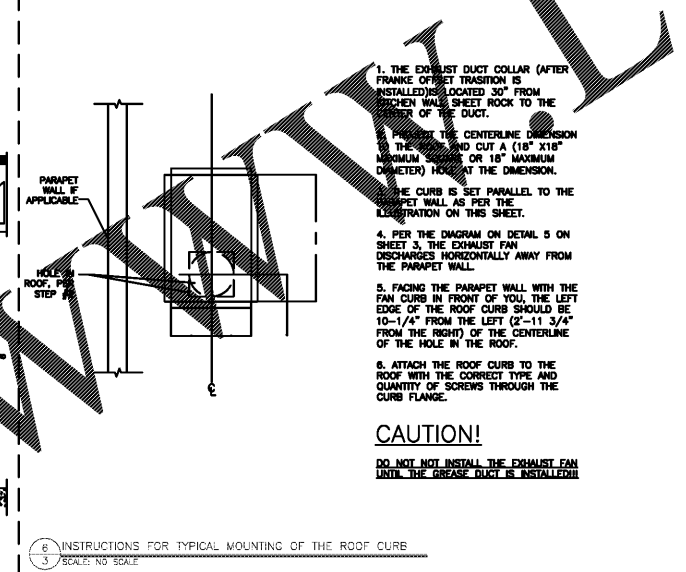 1. THE EXHAUST DUCT COLLAR (AFTER
FRANKE OFFSET TRASITION IS
INSTALLED)IS LOCATED 30" FROM
KITCHEN WALL SHEET ROCK TO THE
CENTER OF THE DUCT.
2. PROJECT THE CENTERLINE DIMENSION
TO THE ROOF AND CUT A (18" X18"
MAXIMUM SQUARE OR 18" MAXIMUM
DIAMETER) HOLE AT THE DIMENSION.
3. THE CURB IS SET PARALLEL TO THE
PARAPET WALL AS PER THE
ILLUSTRATION ON THIS SHEET.
4. PER THE DIAGRAM ON DETAIL 5 ON
SHEET 3, THE EXHAUST FAN
DISCHARGES HORIZONTALLY AWAY FROM
THE PARAPET WALL.
5. FACING THE PARAPET WALL WITH THE
FAN CURB IN FRONT OF YOU, THE LEFT
EDGE OF THE ROOF CURB SHOULD BE
10-1/4" FROM THE LEFT (2'-11 3/4"
FROM THE RIGHT) OF THE CENTERLINE
OF THE HOLE IN THE ROOF.
6. ATTACH THE ROOF CURB TO THE
ROOF WITH THE CORRECT TYPE AND
QUANTITY OF SCREWS THROUGH THE
CURB FLANGE.
CAUTION!
DO NOT NOT INSTALL THE EXHAUST FAN
UNTIL THE GREASE DUCT IS INSTALLED!!!
PARAPET
WALL IF
APPLICABLE
HOLE IN
ROOF, PER
STEP
6
3
INSTRUCTIONS FOR TYPICAL MOUNTING OF THE ROOF CURB
SCALE: NO SCALE
WWW.L